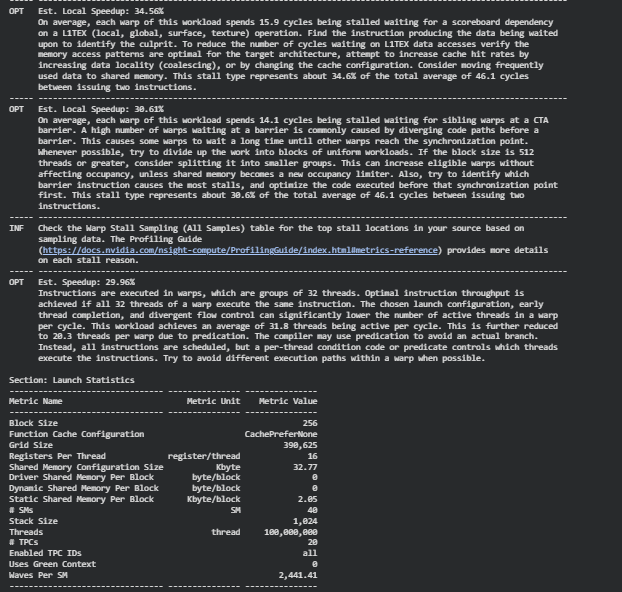 ----- --------------------------------------------------------------------------------------------------------------
OPT   Est. Local Speedup: 34.56%
      On average, each warp of this workload spends 15.9 cycles being stalled waiting for a scoreboard dependency
      on a L1TEX (local, global, surface, texture) operation. Find the instruction producing the data being waited
      upon to identify the culprit. To reduce the number of cycles waiting on L1TEX data accesses verify the
      memory access patterns are optimal for the target architecture, attempt to increase cache hit rates by
      increasing data locality (coalescing), or by changing the cache configuration. Consider moving frequently
      used data to shared memory. This stall type represents about 34.6% of the total average of 46.1 cycles
      between issuing two instructions.
----- --------------------------------------------------------------------------------------------------------------
OPT   Est. Local Speedup: 30.61%
      On average, each warp of this workload spends 14.1 cycles being stalled waiting for sibling warps at a CTA
      barrier. A high number of warps waiting at a barrier is commonly caused by diverging code paths before a
      barrier. This causes some warps to wait a long time until other warps reach the synchronization point.
      Whenever possible, try to divide up the work into blocks of uniform workloads. If the block size is 512
      threads or greater, consider splitting it into smaller groups. This can increase eligible warps without
      affecting occupancy, unless shared memory becomes a new occupancy limiter. Also, try to identify which
      barrier instruction causes the most stalls, and optimize the code executed before that synchronization point
      first. This stall type represents about 30.6% of the total average of 46.1 cycles between issuing two
      instructions.
----- --------------------------------------------------------------------------------------------------------------
INF   Check the Warp Stall Sampling (All Samples) table for the top stall locations in your source based on
      sampling data. The Profiling Guide
      (https://docs.nvidia.com/nsight-compute/ProfilingGuide/index.html#metrics-reference) provides more details
      on each stall reason.
----- --------------------------------------------------------------------------------------------------------------
OPT   Est. Speedup: 29.96%
      Instructions are executed in warps, which are groups of 32 threads. Optimal instruction throughput is
      achieved if all 32 threads of a warp execute the same instruction. The chosen launch configuration, early
      thread completion, and divergent flow control can significantly lower the number of active threads in a warp
      per cycle. This workload achieves an average of 31.8 threads being active per cycle. This is further reduced
      to 20.3 threads per warp due to predication. The compiler may use predication to avoid an actual branch.
      Instead, all instructions are scheduled, but a per-thread condition code or predicate controls which threads
      execute the instructions. Try to avoid different execution paths within a warp when possible.

Section: Launch Statistics
-------------------------------- --------------- ---------------
Metric Name                          Metric Unit    Metric Value
-------------------------------- --------------- ---------------
Block Size                                                   256
Function Cache Configuration                     CachePreferNone
Grid Size                                                390,625
Registers Per Thread             register/thread              16
Shared Memory Configuration Size           Kbyte           32.77
Driver Shared Memory Per Block        byte/block               0
Dynamic Shared Memory Per Block       byte/block               0
Static Shared Memory Per Block       Kbyte/block            2.05
# SMs                                         SM              40
Stack Size                                                 1,024
Threads                                   thread     100,000,000
# TPCs                                                        20
Enabled TPC IDs                                              all
Uses Green Context                                             0
Waves Per SM                                            2,441.41
-------------------------------- --------------- ---------------